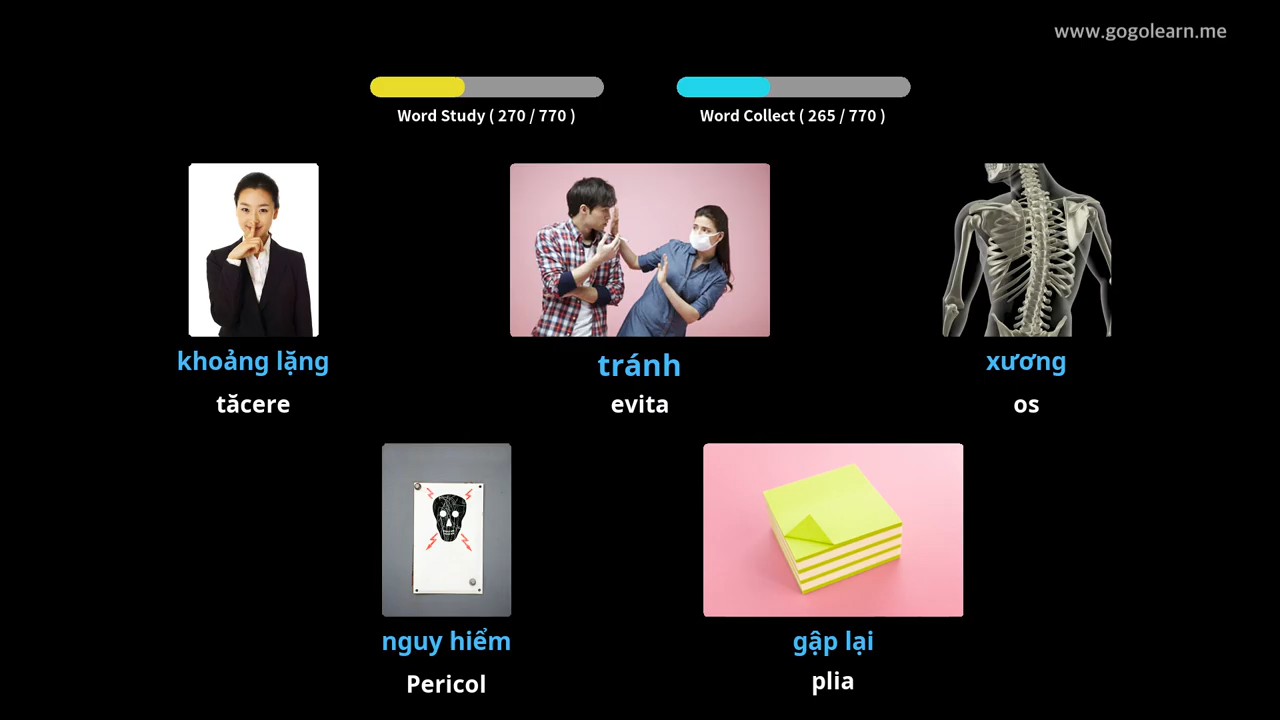 www.gogolearn.me
Word Study ( 270 / 770 )
Word Collect ( 265 / 770 )
khoảng lặng
tăcere
tránh
evita
xương
os
nguy hiểm
Pericol
gập lại
plia